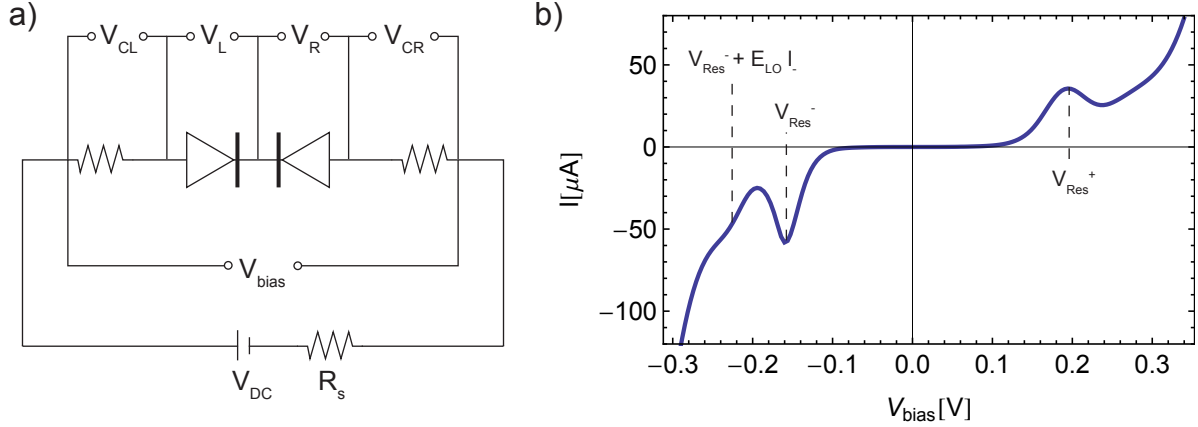 a)
V_CL V_L V_R V_CR
V_bias
V_DC R_s
b)
I[μA]
50
0
−50
−100
V_Res^- + E_LO l_-
V_Res^-
V_Res^+
−0.3 −0.2 −0.1 0.0 0.1 0.2 0.3
V_bias[V]